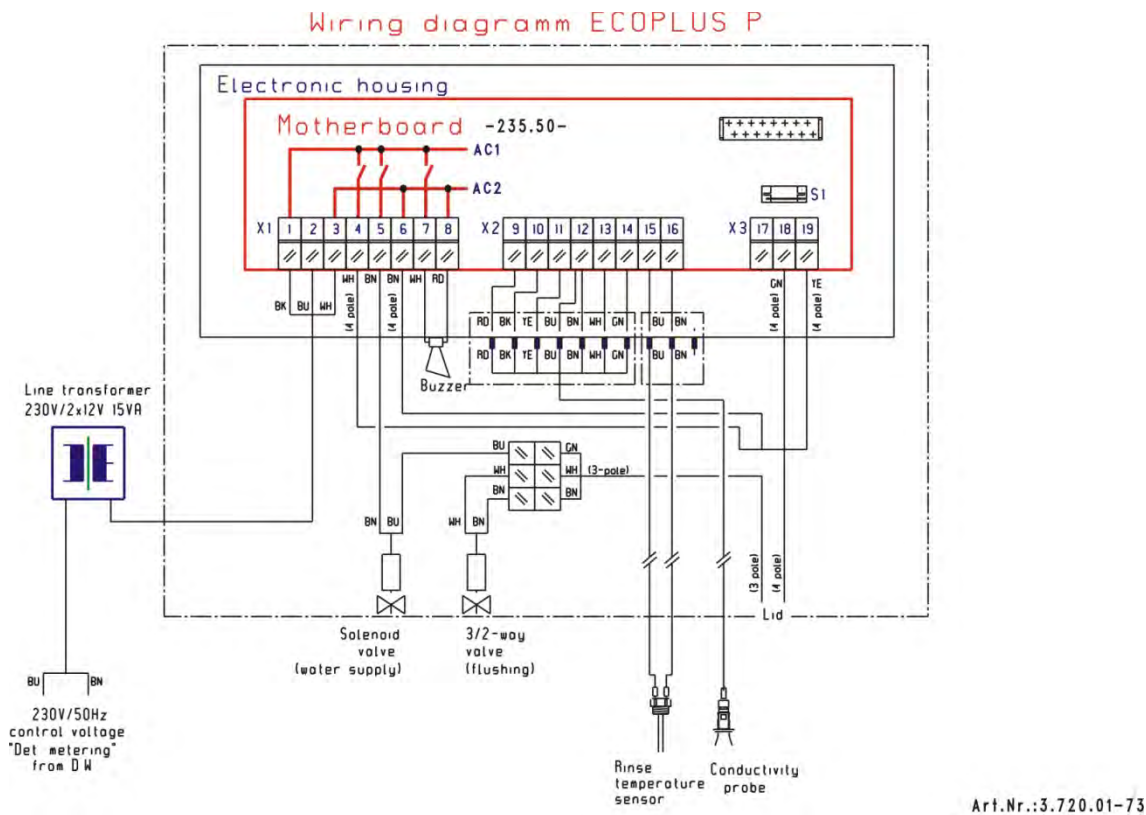 Wiring diagramm ECOPLUS P
Electronic housing
Motherboard -235.50-
AC1
AC2
S1
X1 1 2 3 4 5 6 7 8
X2 9 10 11 12 13 14 15 16
X3 17 18 19
WH BN BN WH RD
GN YE
BK BU WH
(4 pole) (4 pole)
(4 pole) (4 pole)
RD BK YE BU BN WH GN BU BN
RD BK YE BU BN WH GN BU BN
Buzzer
Line transformer
230V/2x12V 15VA
BU GN
WH WH (3-pole)
BN BN
BN BU WH BN
(3 pole) (4 pole)
Lid
Solenoid
valve
(water supply)
3/2-way
valve
(flushing)
BU BN
230V/50Hz
control voltage
"Det metering"
from D W
Rinse
temperature
sensor
Conductivity
probe
Art.Nr.:3.720.01-73